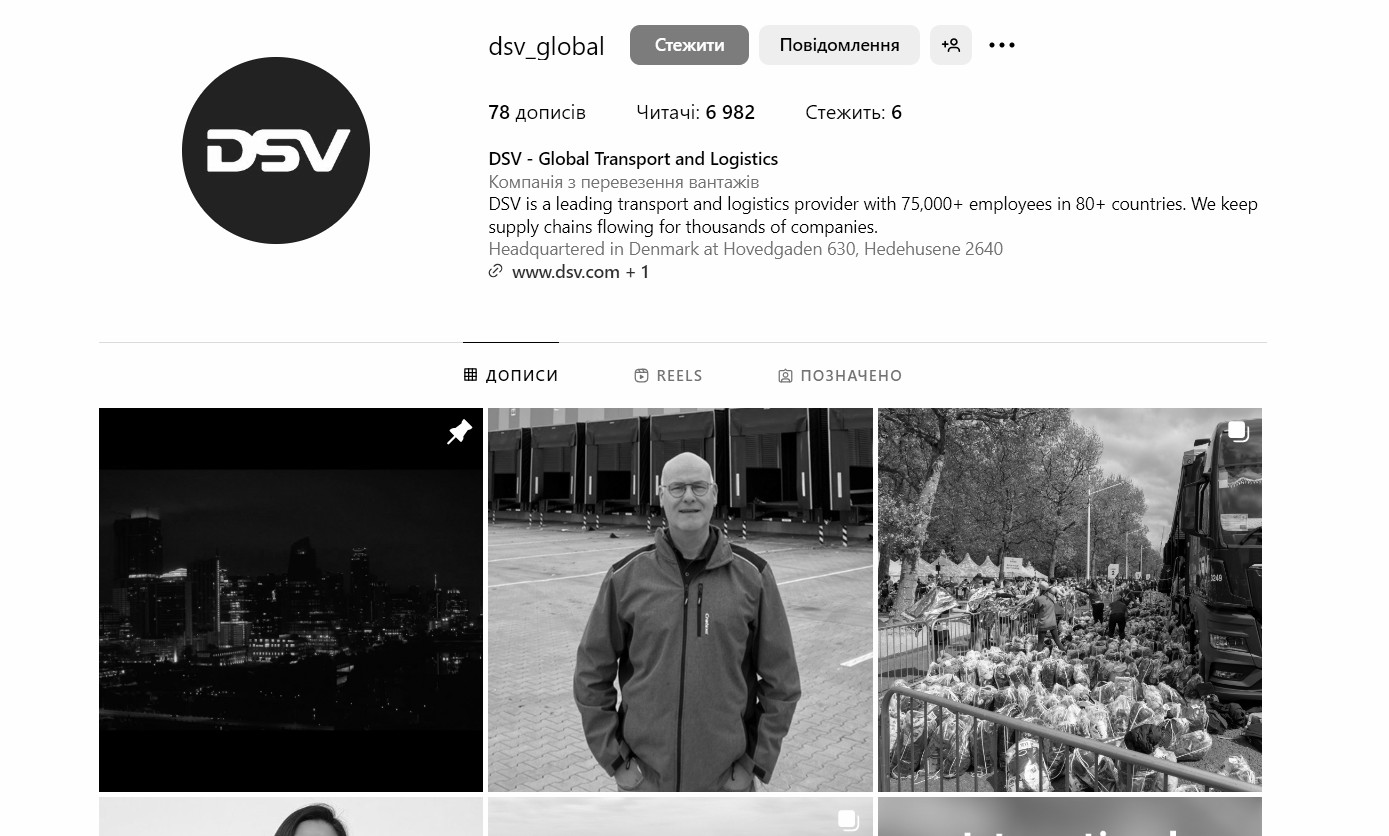 dsv_global
Стежити
Повідомлення
DSV
78 дописів
Читачі: 6 982
Стежить: 6
DSV - Global Transport and Logistics
Компанія з перевезення вантажів
DSV is a leading transport and logistics provider with 75,000+ employees in 80+ countries. We keep
supply chains flowing for thousands of companies.
Headquartered in Denmark at Hovedgaden 630, Hedehusene 2640
www.dsv.com + 1
ДОПИСИ
REELS
ПОЗНАЧЕНО
3249